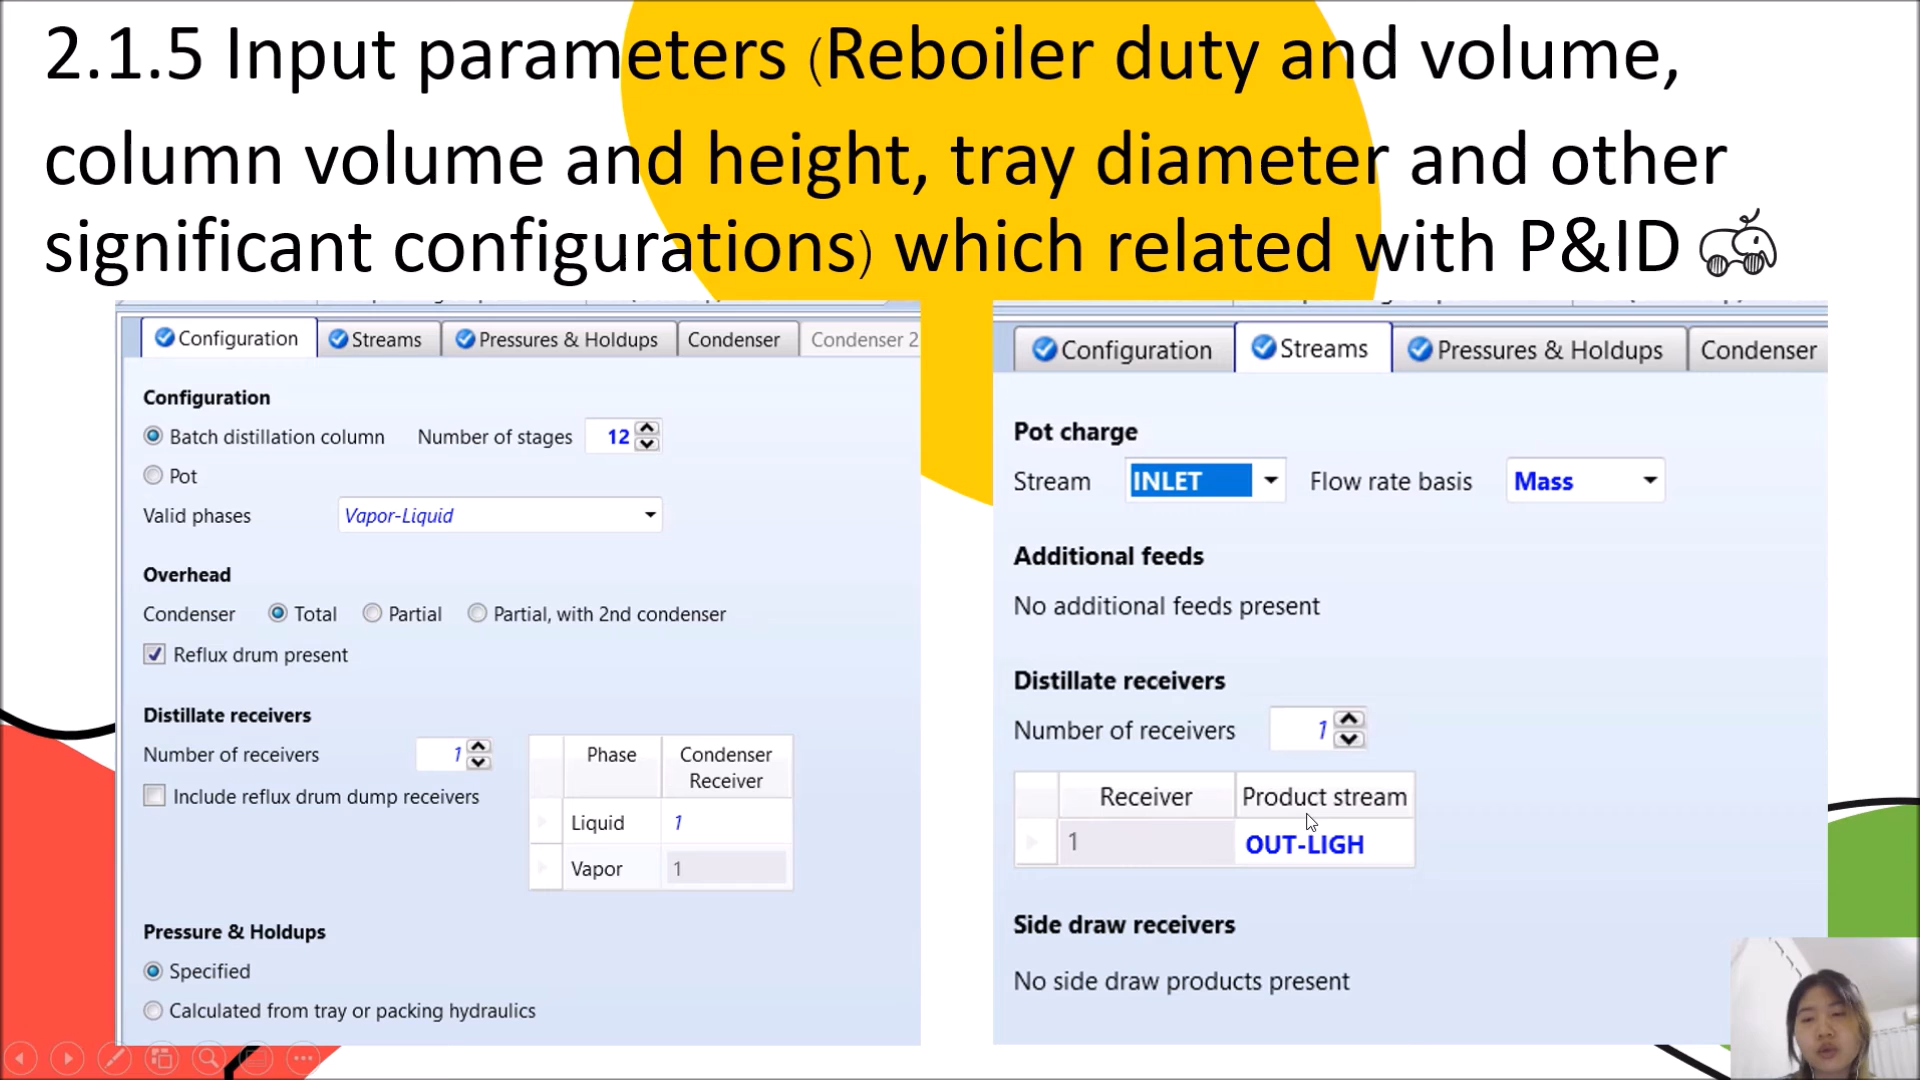 2.1.5 Input parameters (Reboiler duty and volume,
column volume and height, tray diameter and other
significant configurations) which related with P&ID
Configuration
Streams
Pressures & Holdups
Condenser
Condenser 2
Configuration
Batch distillation column
Number of stages
12
Pot
Valid phases
Vapor-Liquid
Overhead
Condenser
Total
Partial
Partial, with 2nd condenser
Reflux drum present
Distillate receivers
Number of receivers
1
Include reflux drum dump receivers
Phase
Condenser
Receiver
Liquid
1
Vapor
1
Pressure & Holdups
Specified
Calculated from tray or packing hydraulics
Configuration
Streams
Pressures & Holdups
Condenser
Pot charge
Stream
INLET
Flow rate basis
Mass
Additional feeds
No additional feeds present
Distillate receivers
Number of receivers
1
Receiver
Product stream
1
OUT-LIGH
Side draw receivers
No side draw products present